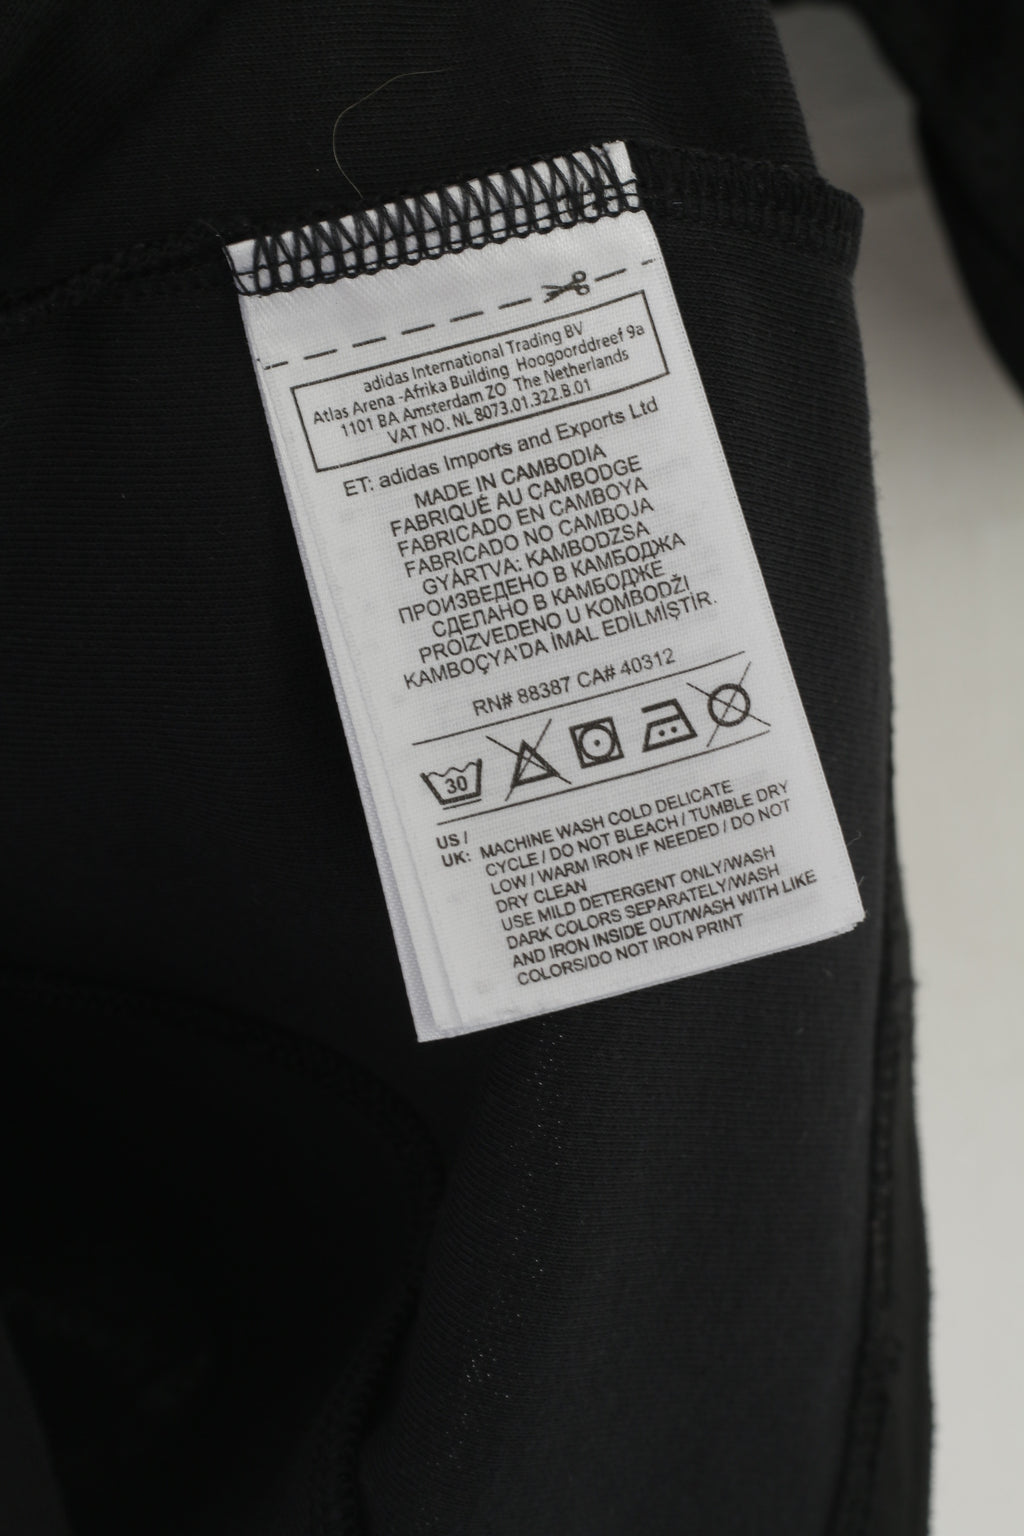 adidas International Trading BV
Atlas Arena -Afrika Building Hoogoorddreef 9a
1101 BA Amsterdam ZO The Netherlands
VAT NO. NL 8073.01.322.B.01
ET: adidas Imports and Exports Ltd
MADE IN CAMBODIA
FABRIQUÉ AU CAMBODGE
FABRICADO EN CAMBOYA
FABRICADO NO CAMBOJA
GYÁRTVA: KAMBODZSA
ПРОИЗВЕДЕНО В КАМБОДЖА
СДЕЛАНО В КАМБОДЖЕ
PROIZVEDENO U KOMBODŽI
KAMBOÇYA'DA İMAL EDİLMİŞTİR.
RN# 88387 CA# 40312
30
US /
UK: MACHINE WASH COLD DELICATE
CYCLE / DO NOT BLEACH / TUMBLE DRY
LOW / WARM IRON IF NEEDED / DO NOT
DRY CLEAN
USE MILD DETERGENT ONLY/WASH
DARK COLORS SEPARATELY/WASH
AND IRON INSIDE OUT/WASH WITH LIKE
COLORS/DO NOT IRON PRINT